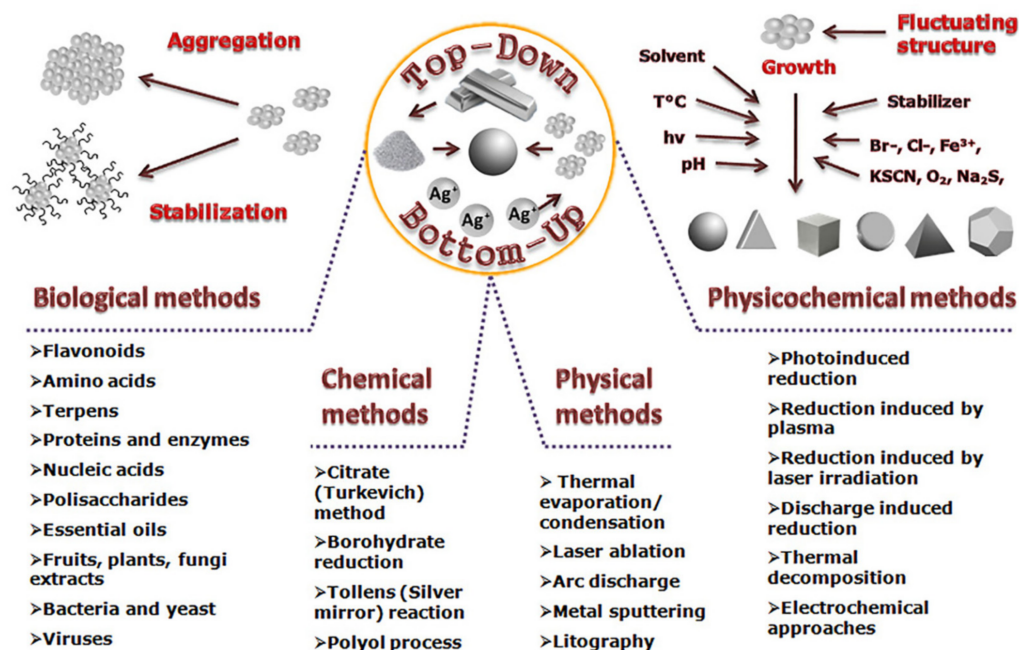 Aggregation
Stabilization
Top-Down
Ag⁺
Ag⁺
Ag⁺
Bottom-Up
Fluctuating
structure
Growth
Solvent
T°C
hv
pH
Stabilizer
Br–, Cl–, Fe³⁺,
KSCN, O₂, Na₂S,
Biological methods
➢Flavonoids
➢Amino acids
➢Terpens
➢Proteins and enzymes
➢Nucleic acids
➢Polisaccharides
➢Essential oils
➢Fruits, plants, fungi
extracts
➢Bacteria and yeast
➢Viruses
Chemical
methods
➢Citrate
(Turkevich)
method
➢Borohydrate
reduction
➢Tollens (Silver
mirror) reaction
➢Polyol process
Physical
methods
➢Thermal
evaporation/
condensation
➢Laser ablation
➢Arc discharge
➢Metal sputtering
➢Litography
Physicochemical methods
➢Photoinduced
reduction
➢Reduction induced by
plasma
➢Reduction induced by
laser irradiation
➢Discharge induced
reduction
➢Thermal
decomposition
➢Electrochemical
approaches